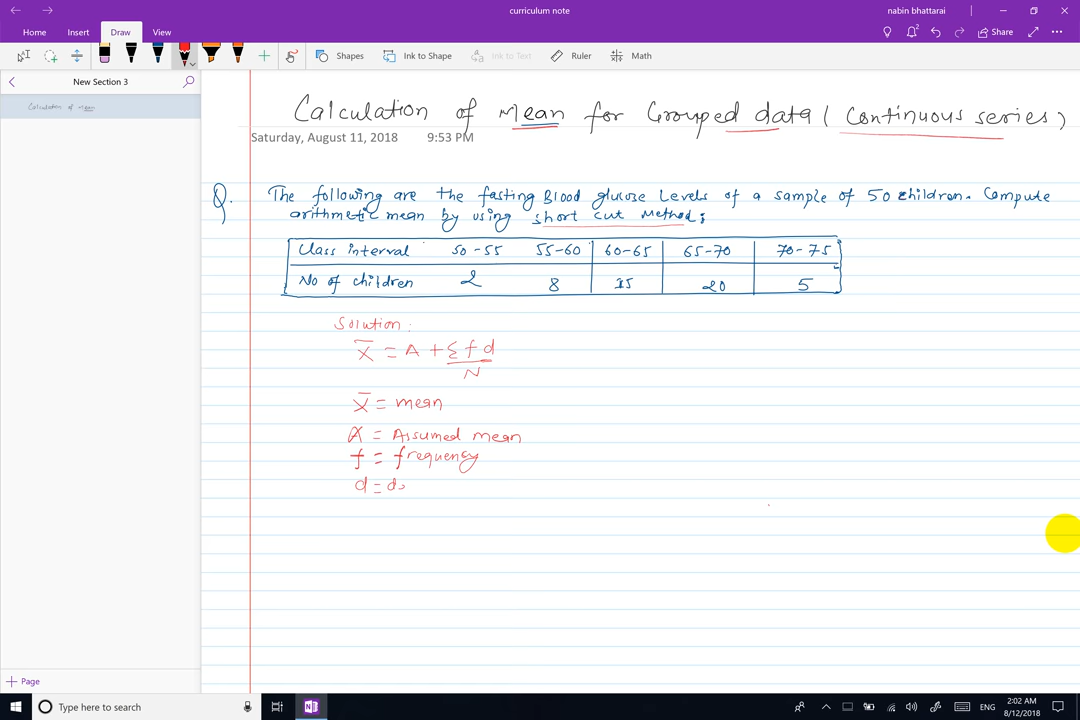 curriculum note
nabin bhattarai
Home Insert Draw View
Share
Shapes Ink to Shape Ink to Text Ruler Math
New Section 3
Calculation of mean
Calculation of Mean for Grouped data ( Continuous series )
Saturday, August 11, 2018 9:53 PM
Q. The following are the fasting Blood glucose Levels of a sample of 50 children. Compute
arithmetic mean by using short cut Method:
Class interval 50-55 55-60 60-65 65-70 70-75
No of children 2 8 15 20 5
Solution:
X̅ = A + Σfd
N
X̅ = mean
A = Assumed mean
f = frequency
d = d
+ Page
Type here to search
ENG
2:02 AM
8/12/2018